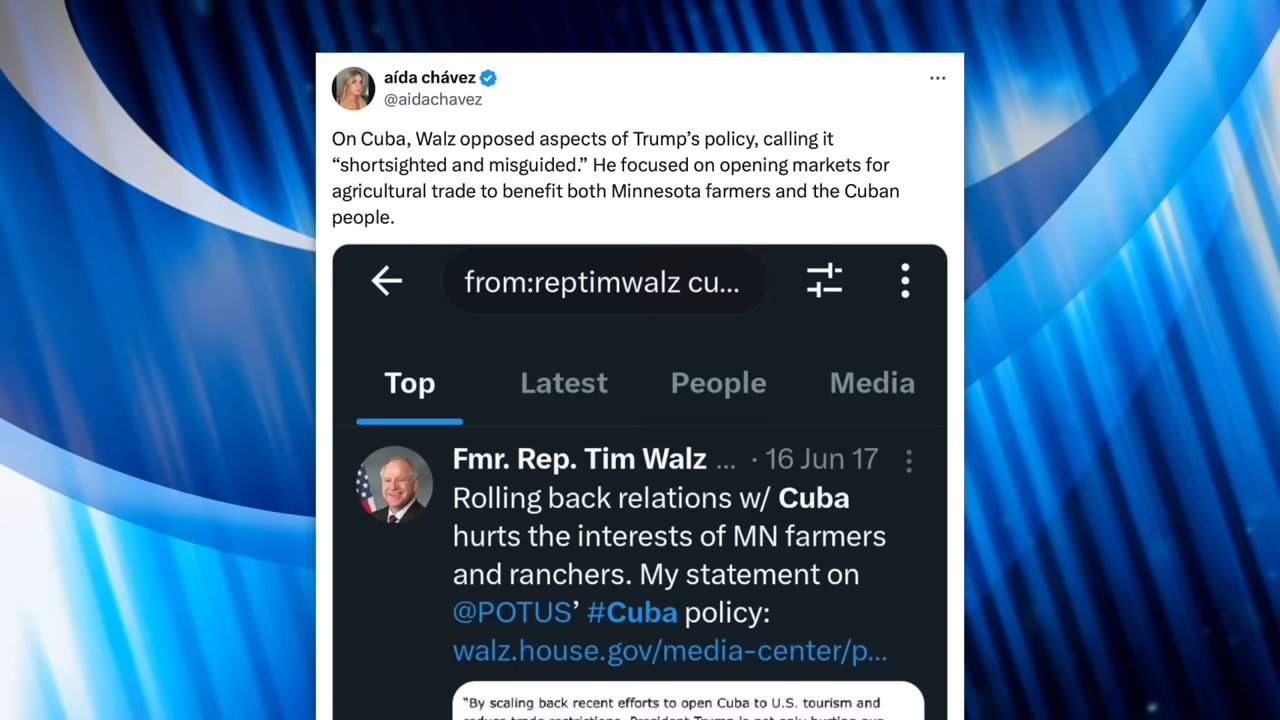 aída chávez
@aidachavez
On Cuba, Walz opposed aspects of Trump’s policy, calling it
“shortsighted and misguided.” He focused on opening markets for
agricultural trade to benefit both Minnesota farmers and the Cuban
people.
from:reptimwalz cu...
Top Latest People Media
Fmr. Rep. Tim Walz ... · 16 Jun 17
Rolling back relations w/ Cuba
hurts the interests of MN farmers
and ranchers. My statement on
@POTUS’ #Cuba policy:
walz.house.gov/media-center/p...
“By scaling back recent efforts to open Cuba to U.S. tourism and